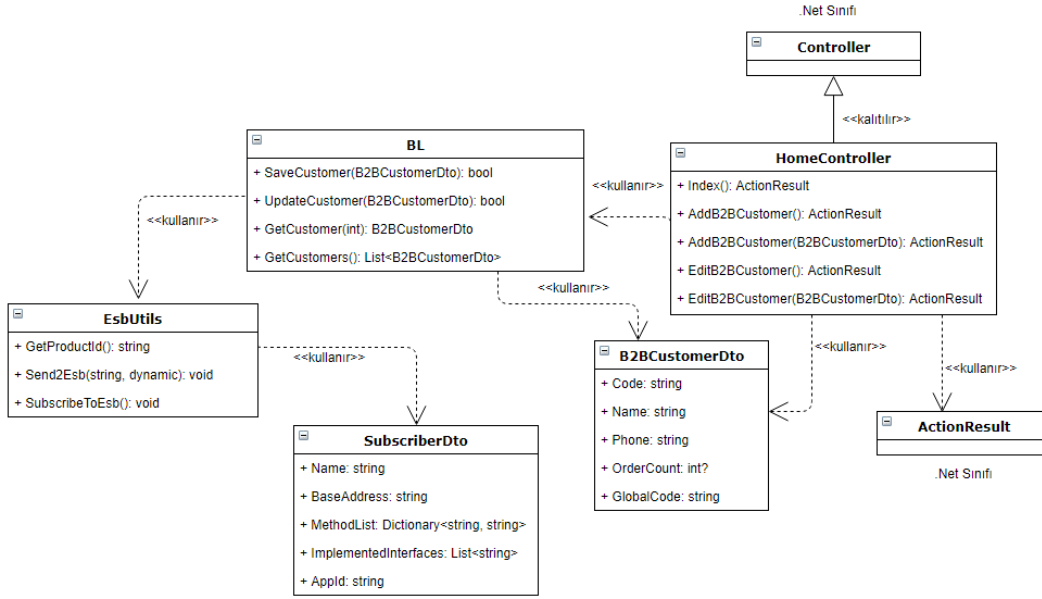 .Net Sınıfı
Controller
<<kalıtılır>>
BL
+ SaveCustomer(B2BCustomerDto): bool
+ UpdateCustomer(B2BCustomerDto): bool
+ GetCustomer(int): B2BCustomerDto
+ GetCustomers(): List<B2BCustomerDto>
<<kullanır>>
HomeController
+ Index(): ActionResult
+ AddB2BCustomer(): ActionResult
+ AddB2BCustomer(B2BCustomerDto): ActionResult
+ EditB2BCustomer(): ActionResult
+ EditB2BCustomer(B2BCustomerDto): ActionResult
<<kullanır>>
<<kullanır>>
EsbUtils
+ GetProductId(): string
+ Send2Esb(string, dynamic): void
+ SubscribeToEsb(): void
<<kullanır>>
<<kullanır>>
<<kullanır>>
B2BCustomerDto
+ Code: string
+ Name: string
+ Phone: string
+ OrderCount: int?
+ GlobalCode: string
ActionResult
.Net Sınıfı
SubscriberDto
+ Name: string
+ BaseAddress: string
+ MethodList: Dictionary<string, string>
+ ImplementedInterfaces: List<string>
+ AppId: string